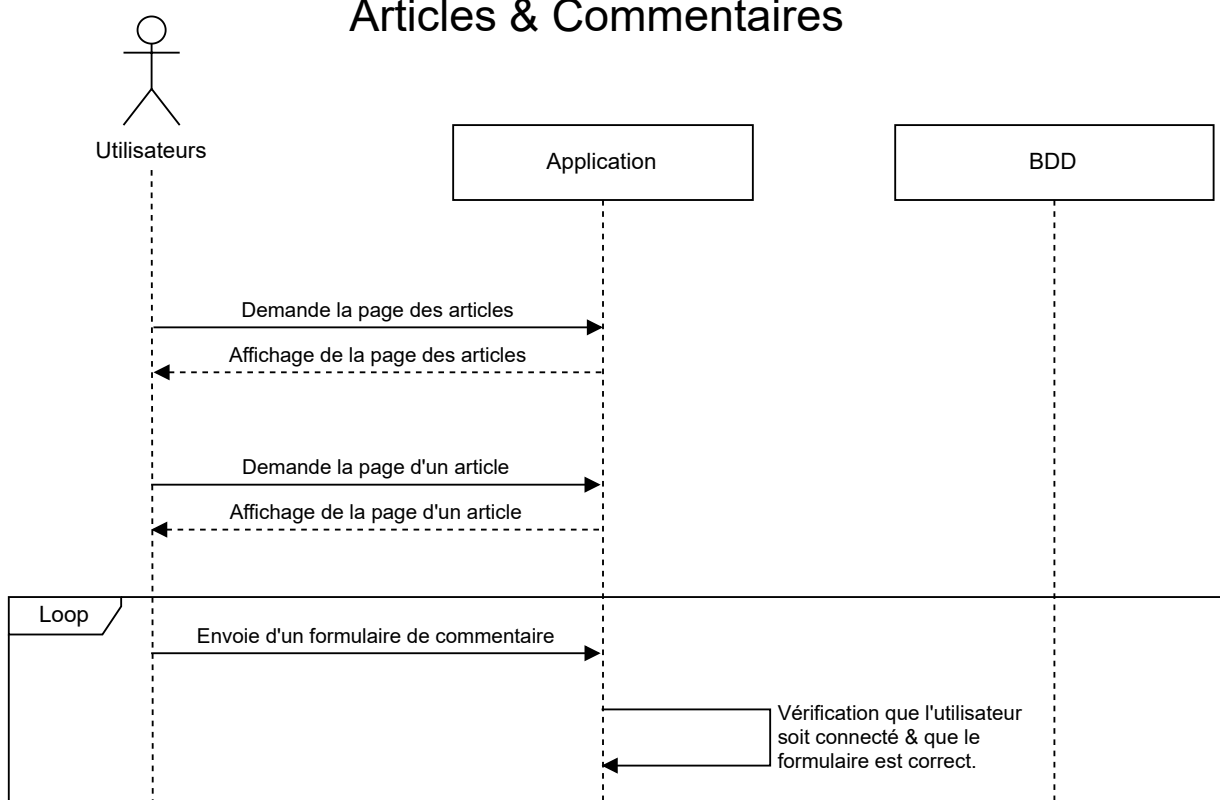 Articles & Commentaires
Utilisateurs
Application
BDD
Demande la page des articles
Affichage de la page des articles
Demande la page d'un article
Affichage de la page d'un article
Loop
Envoie d'un formulaire de commentaire
Vérification que l'utilisateur
soit connecté & que le
formulaire est correct.